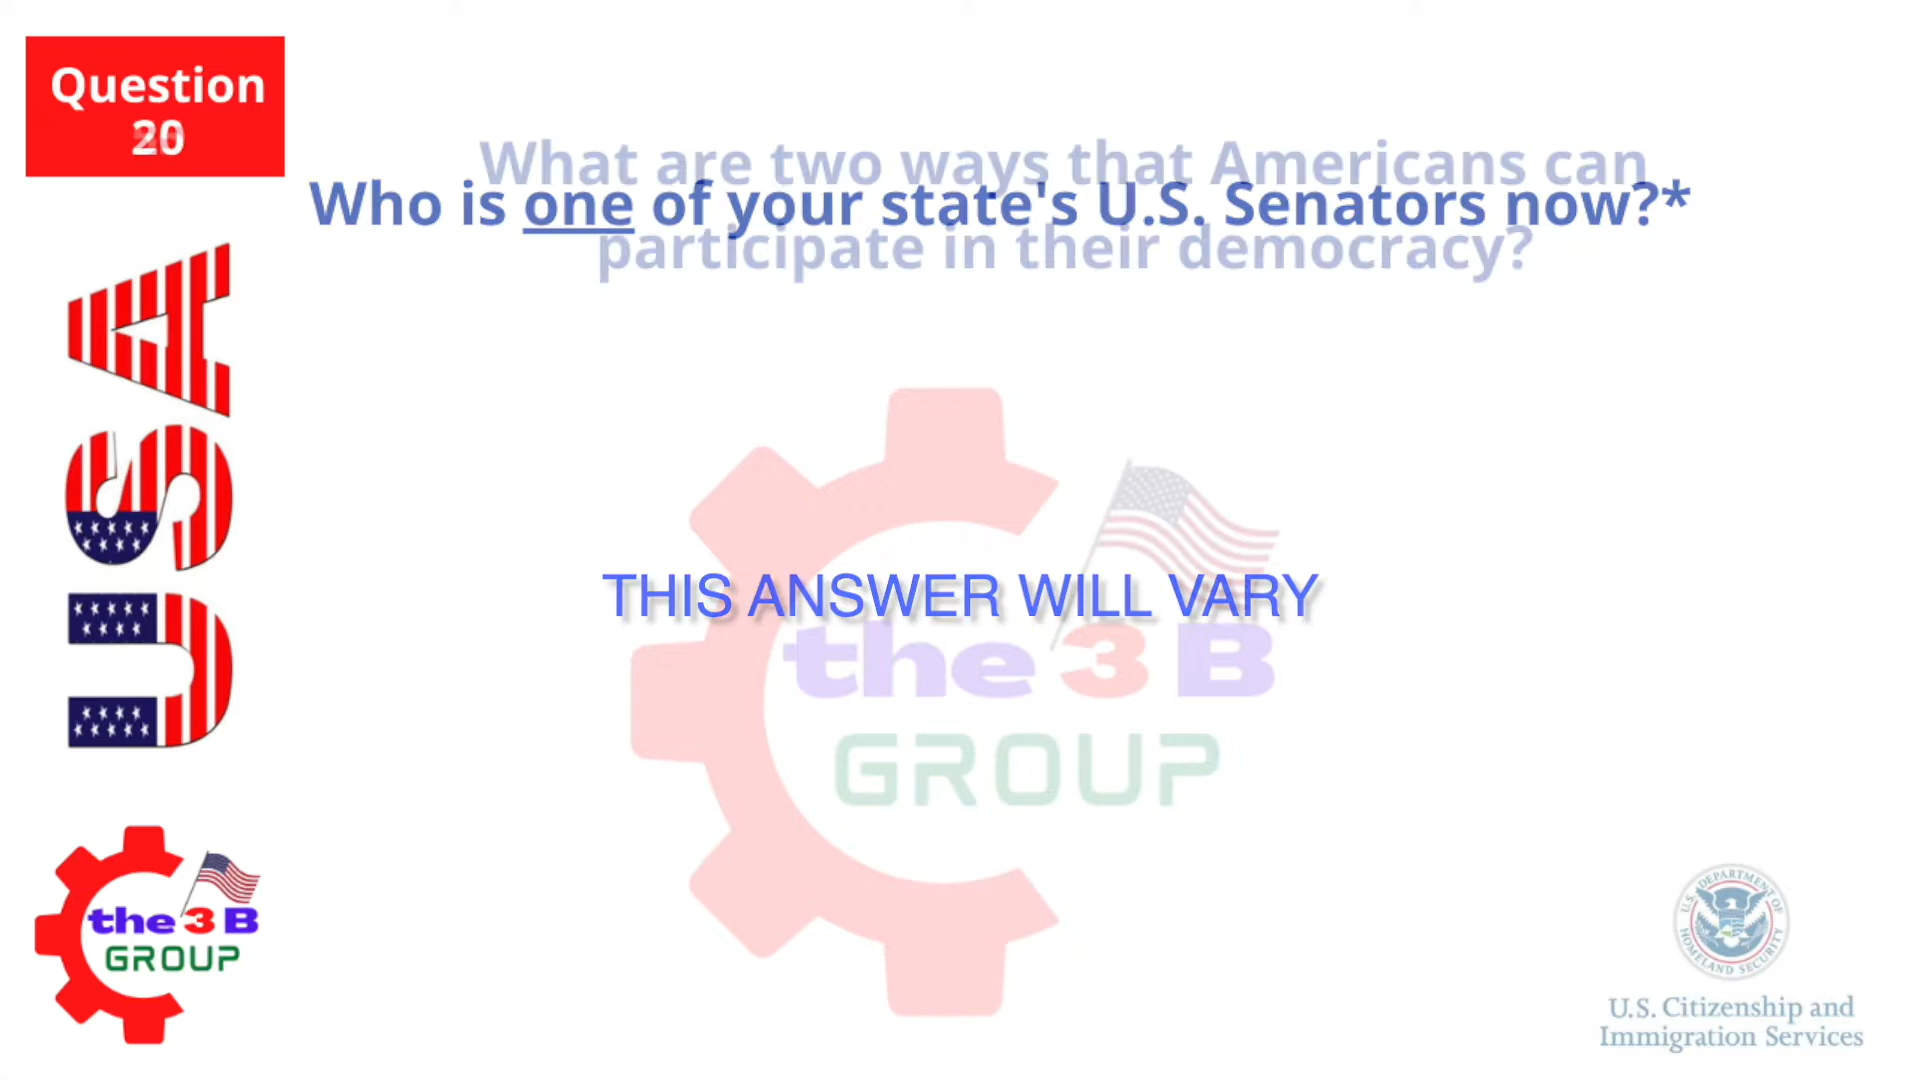 Question
20
What are two ways that Americans can
Who is one of your state's U.S. Senators now?*
participate in their democracy?
USA
THIS ANSWER WILL VARY
the 3 B
GROUP
the 3 B
GROUP
U.S. DEPARTMENT OF
HOMELAND SECURITY
U.S. Citizenship and
Immigration Services